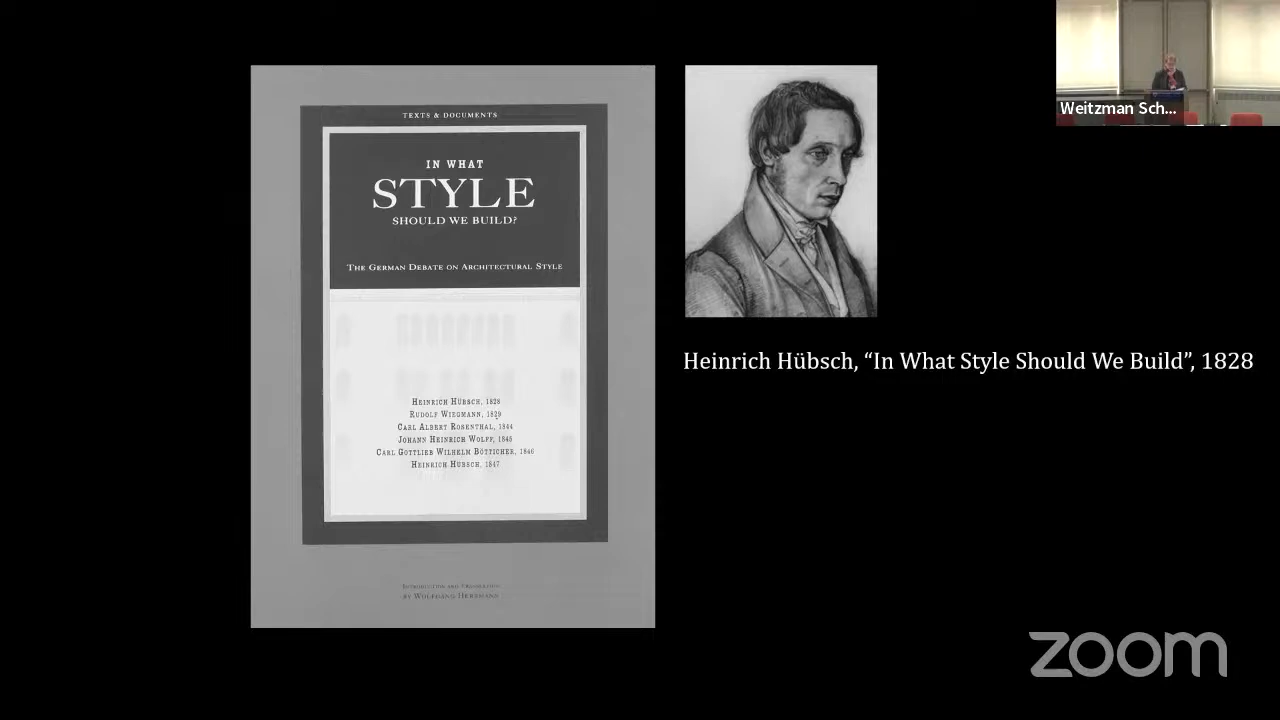 TEXTS & DOCUMENTS
IN WHAT
STYLE
SHOULD WE BUILD?
THE GERMAN DEBATE ON ARCHITECTURAL STYLE
HEINRICH HÜBSCH, 1828
RUDOLF WIEGMANN, 1829
CARL ALBERT ROSENTHAL, 1844
JOHANN HEINRICH WOLFF, 1845
CARL GOTTLIEB WILHELM BÖTTICHER, 1846
HEINRICH HÜBSCH, 1847
INTRODUCTION AND TRANSLATION
BY WOLFGANG HERRMANN
Heinrich Hübsch, “In What Style Should We Build”, 1828
Weitzman Sch...
zoom